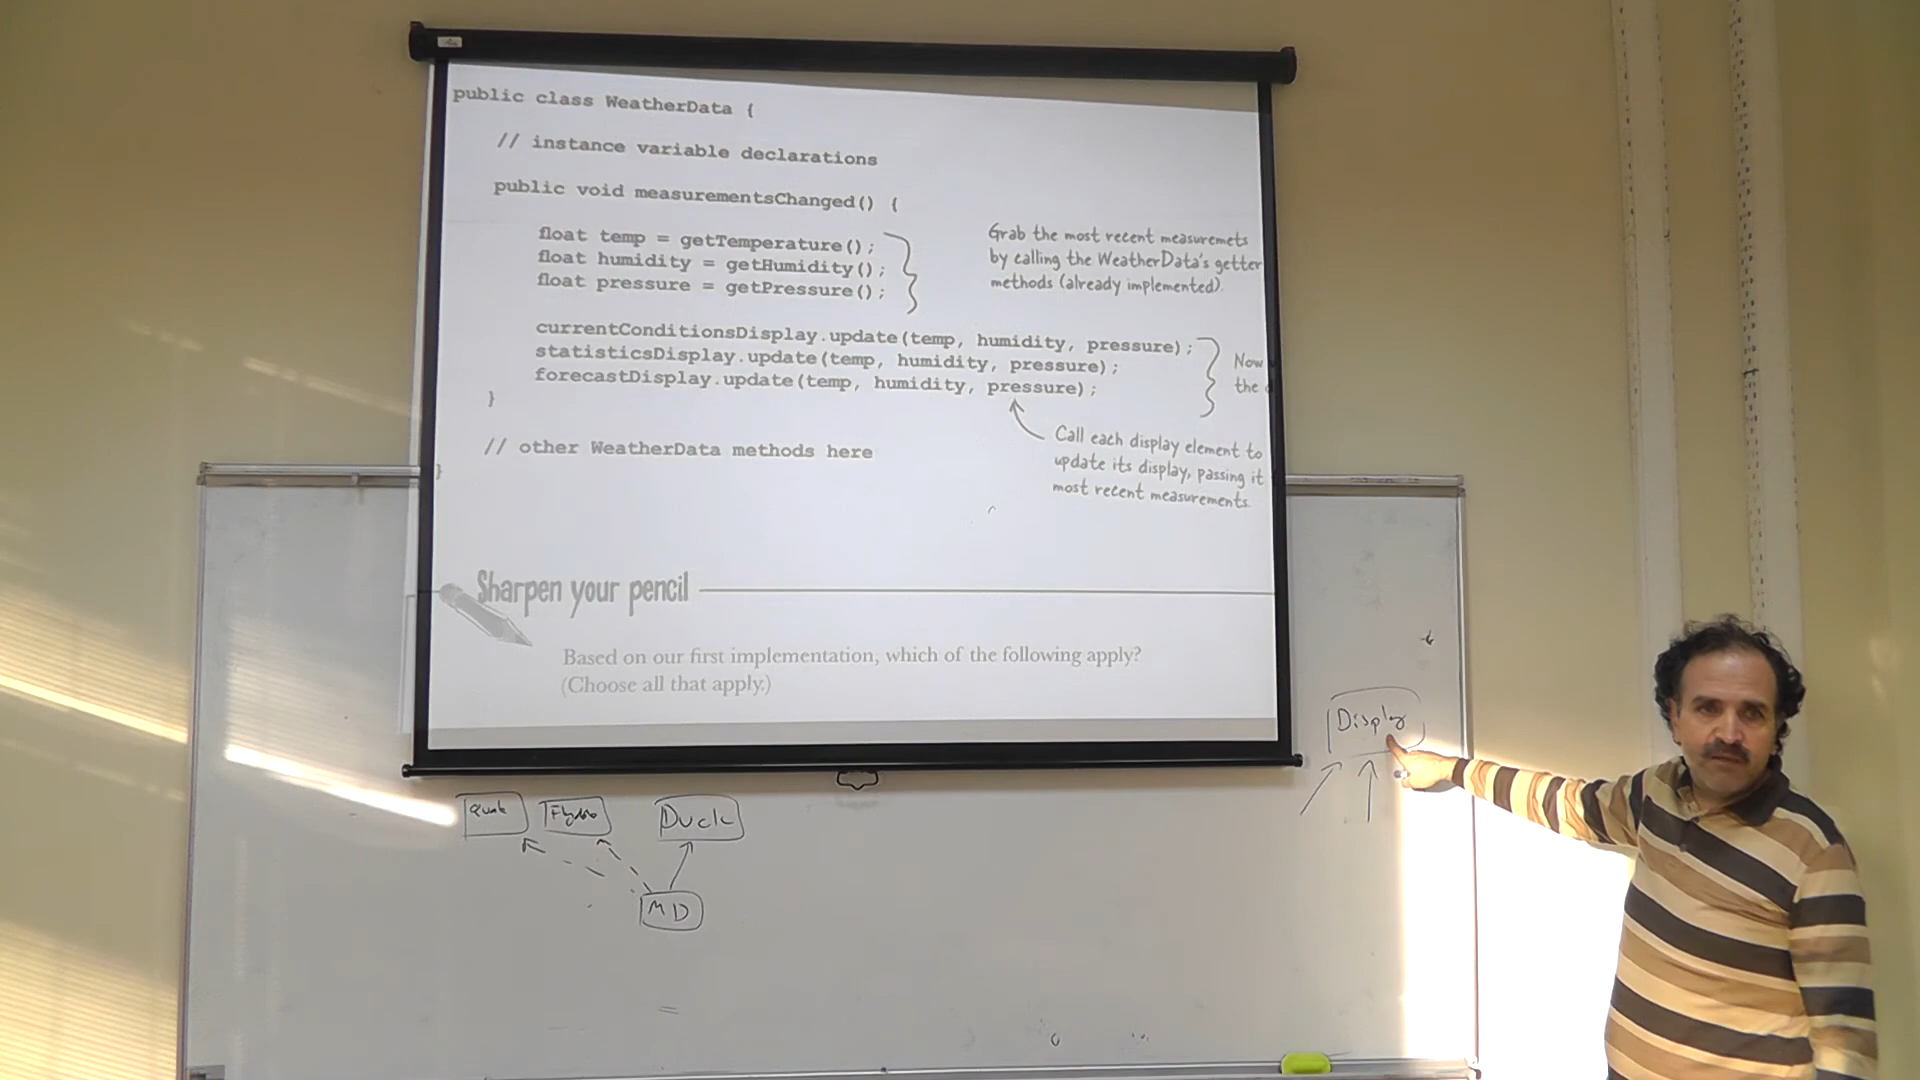 public class WeatherData {
// instance variable declarations
public void measurementsChanged() {
float temp = getTemperature();
float humidity = getHumidity();
float pressure = getPressure();
Grab the most recent measuremets
by calling the WeatherData's getter
methods (already implemented).
currentConditionsDisplay.update(temp, humidity, pressure);
statisticsDisplay.update(temp, humidity, pressure);
forecastDisplay.update(temp, humidity, pressure);
Now
the
}
Call each display element to
update its display, passing it
most recent measurements.
// other WeatherData methods here
}
Sharpen your pencil
Based on our first implementation, which of the following apply?
(Choose all that apply.)
Display
Duck
MD